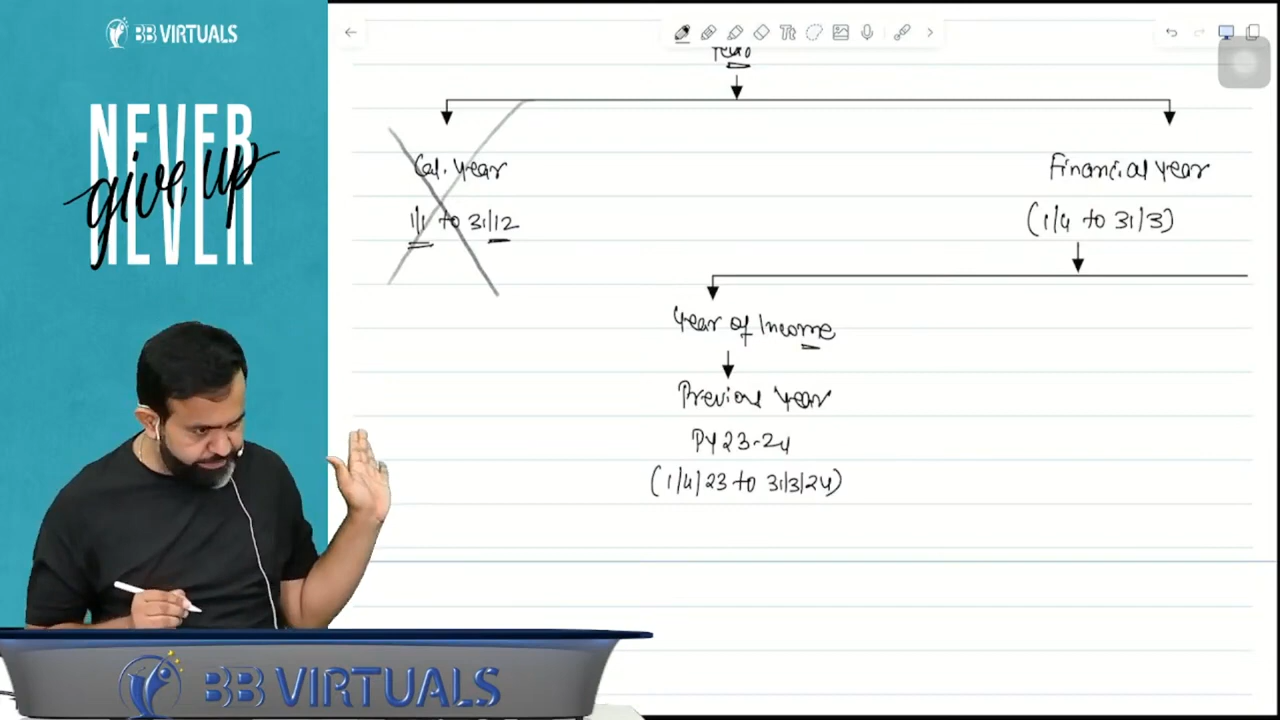 BB VIRTUALS
NEVER
give up
NEVER
Year
Cal. year
1/1 to 31/12
Financial year
(1/4 to 31/3)
Year of Income
Previous Year
PY 23-24
(1/4/23 to 31/3/24)
BB VIRTUALS